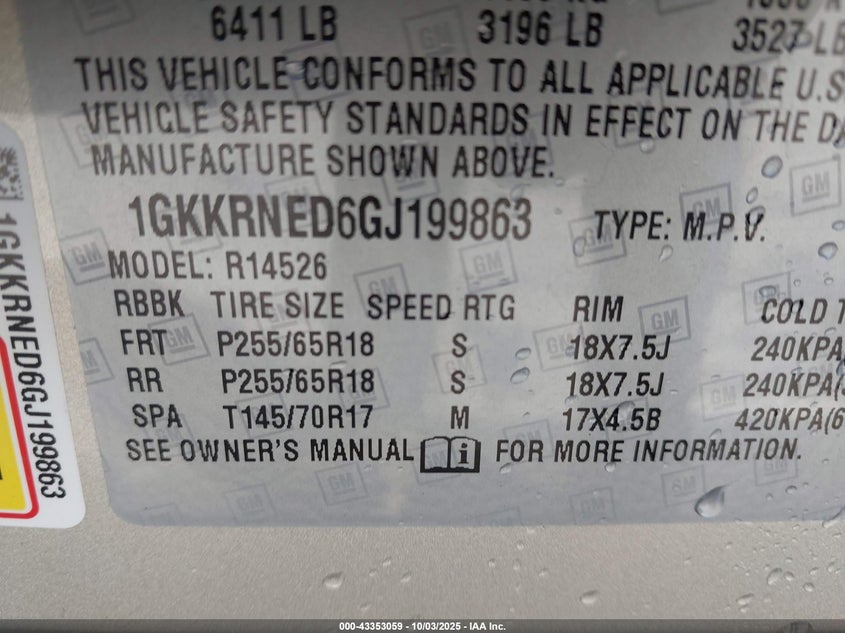 6411 LB 3196 LB 3527 LB
THIS VEHICLE CONFORMS TO ALL APPLICABLE U.S
VEHICLE SAFETY STANDARDS IN EFFECT ON THE
MANUFACTURE SHOWN ABOVE.
1GKKRNED6GJ199863 TYPE: M.P.V.
MODEL: R14526
RBBK TIRE SIZE SPEED RTG RIM COLD
FRT P255/65R18 S 18X7.5J 240KPA
RR P255/65R18 S 18X7.5J 240KPA(
SPA T145/70R17 M 17X4.5B 420KPA(6
SEE OWNER'S MANUAL i FOR MORE INFORMATION.
1GKKRNED6GJ199863
GM
000-43353059 - 10/03/2025 - IAA Inc.